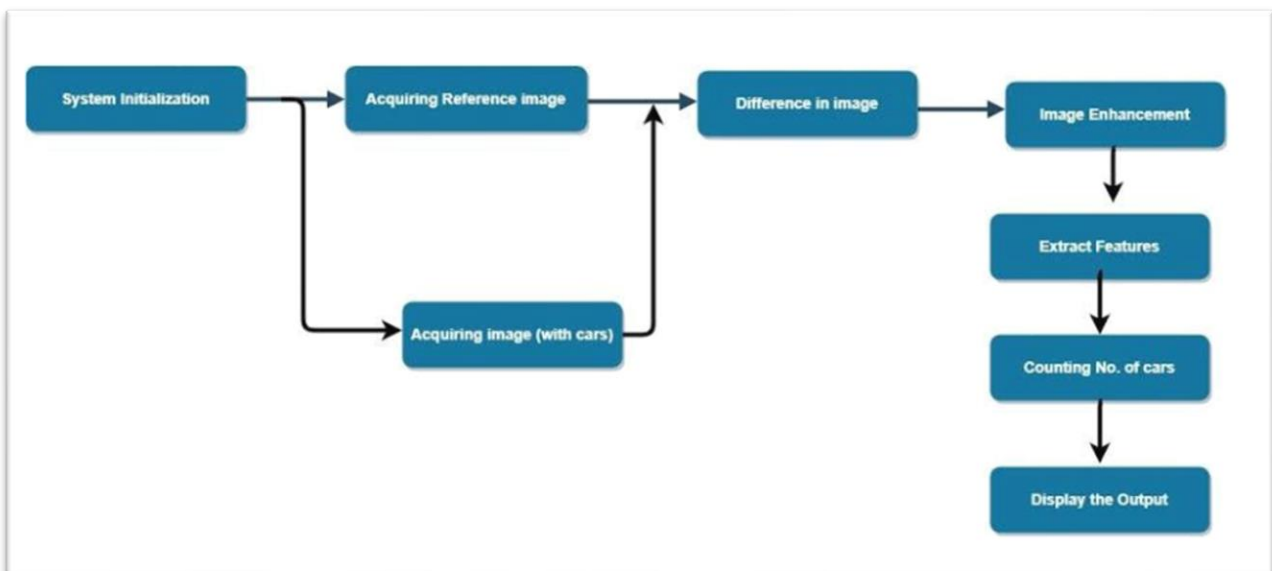 System Initialization
Acquiring Reference image
Difference in image
Image Enhancement
Extract Features
Acquiring image (with cars)
Counting No. of cars
Display the Output